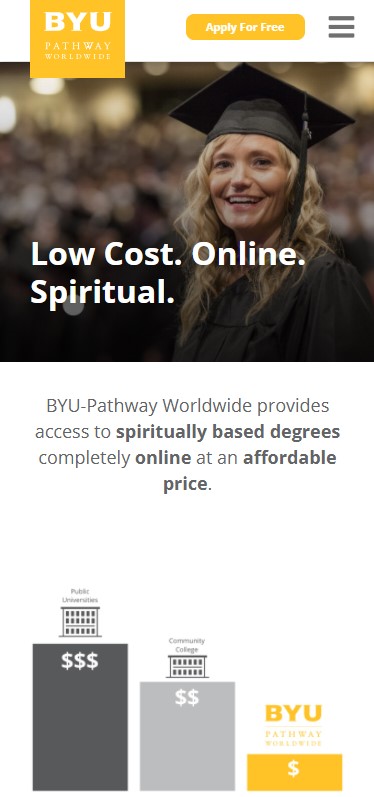 BYU
PATHWAY
WORLDWIDE
Apply For Free
Low Cost. Online.
Spiritual.
BYU-Pathway Worldwide provides
access to spiritually based degrees
completely online at an affordable
price.
Public
Universities
$$$
Community
College
$$
BYU
PATHWAY
WORLDWIDE
$